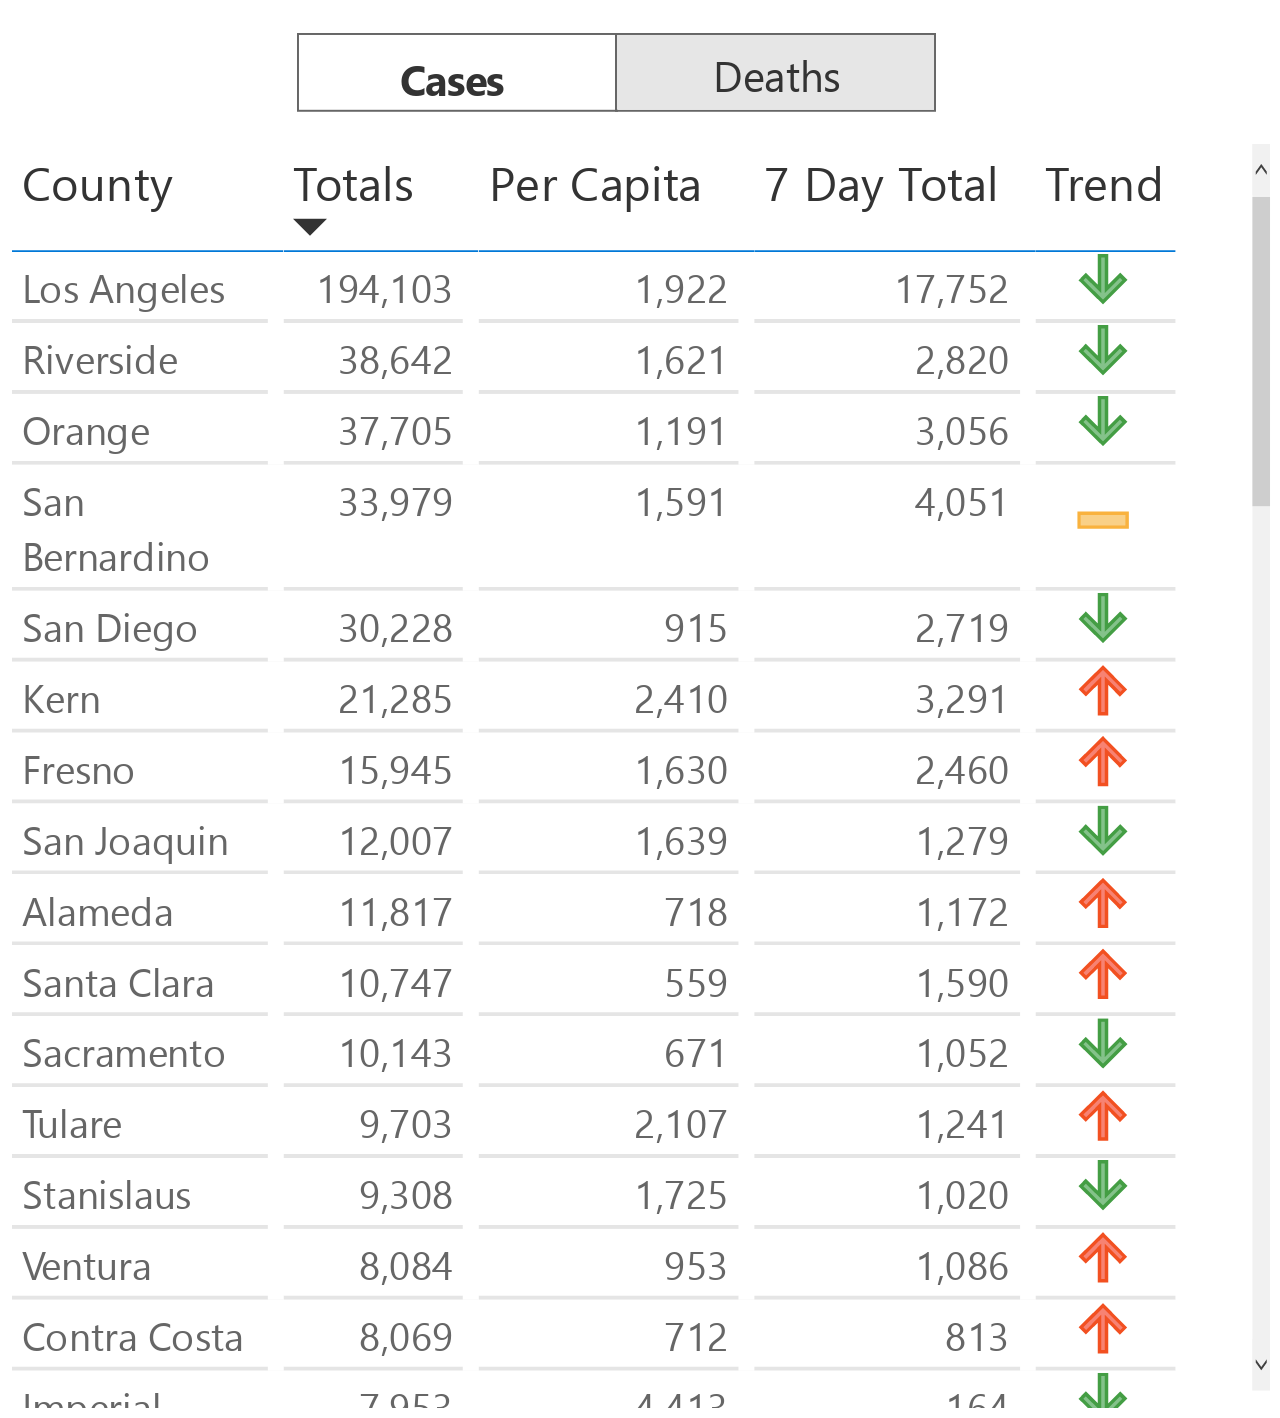 Cases Deaths
County Totals Per Capita 7 Day Total Trend
Los Angeles 194,103 1,922 17,752
Riverside 38,642 1,621 2,820
Orange 37,705 1,191 3,056
San 33,979 1,591 4,051
Bernardino
San Diego 30,228 915 2,719
Kern 21,285 2,410 3,291
Fresno 15,945 1,630 2,460
San Joaquin 12,007 1,639 1,279
Alameda 11,817 718 1,172
Santa Clara 10,747 559 1,590
Sacramento 10,143 671 1,052
Tulare 9,703 2,107 1,241
Stanislaus 9,308 1,725 1,020
Ventura 8,084 953 1,086
Contra Costa 8,069 712 813
Imperial 7,953 4,413 164